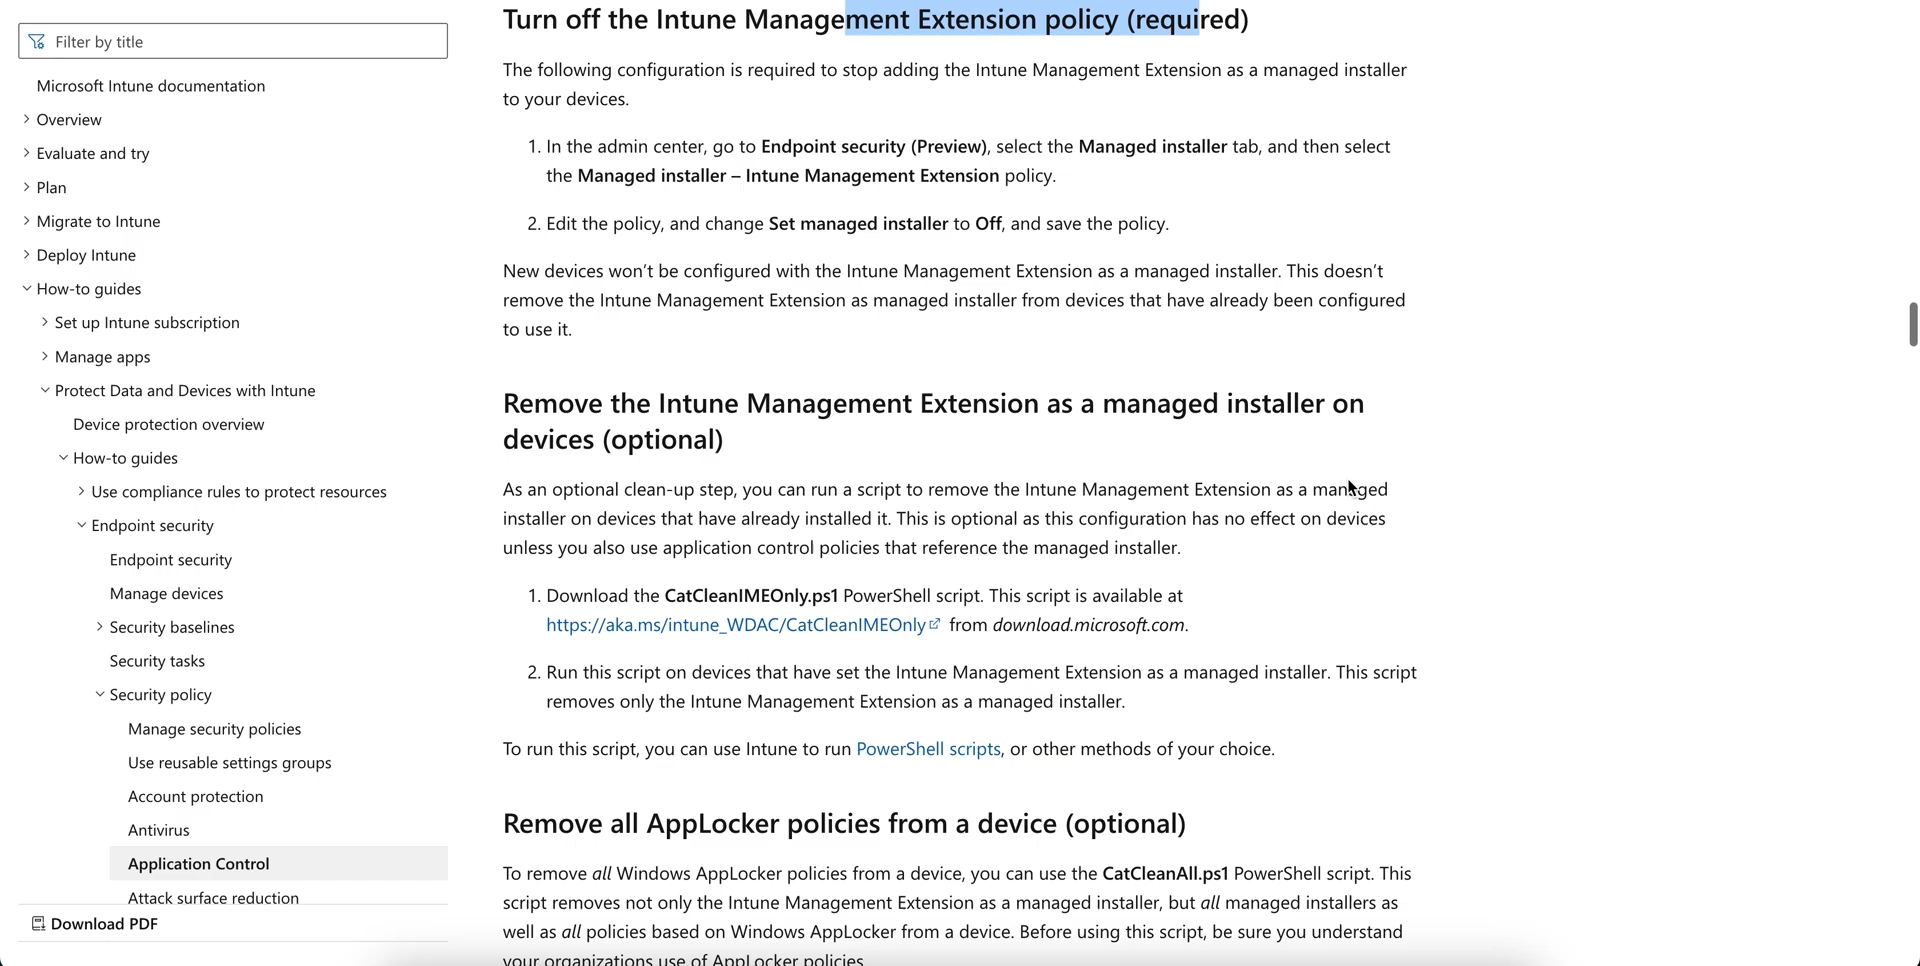 Filter by title
Microsoft Intune documentation
Overview
Evaluate and try
Plan
Migrate to Intune
Deploy Intune
How-to guides
Set up Intune subscription
Manage apps
Protect Data and Devices with Intune
Device protection overview
How-to guides
Use compliance rules to protect resources
Endpoint security
Endpoint security
Manage devices
Security baselines
Security tasks
Security policy
Manage security policies
Use reusable settings groups
Account protection
Antivirus
Application Control
Attack surface reduction
Download PDF
Turn off the Intune Management Extension policy (required)
The following configuration is required to stop adding the Intune Management Extension as a managed installer
to your devices.
1. In the admin center, go to Endpoint security (Preview), select the Managed installer tab, and then select
the Managed installer – Intune Management Extension policy.
2. Edit the policy, and change Set managed installer to Off, and save the policy.
New devices won’t be configured with the Intune Management Extension as a managed installer. This doesn’t
remove the Intune Management Extension as managed installer from devices that have already been configured
to use it.
Remove the Intune Management Extension as a managed installer on
devices (optional)
As an optional clean-up step, you can run a script to remove the Intune Management Extension as a managed
installer on devices that have already installed it. This is optional as this configuration has no effect on devices
unless you also use application control policies that reference the managed installer.
1. Download the CatCleanIMEOnly.ps1 PowerShell script. This script is available at
https://aka.ms/intune_WDAC/CatCleanIMEOnly from download.microsoft.com.
2. Run this script on devices that have set the Intune Management Extension as a managed installer. This script
removes only the Intune Management Extension as a managed installer.
To run this script, you can use Intune to run PowerShell scripts, or other methods of your choice.
Remove all AppLocker policies from a device (optional)
To remove all Windows AppLocker policies from a device, you can use the CatCleanAll.ps1 PowerShell script. This
script removes not only the Intune Management Extension as a managed installer, but all managed installers as
well as all policies based on Windows AppLocker from a device. Before using this script, be sure you understand
your organizations use of AppLocker policies